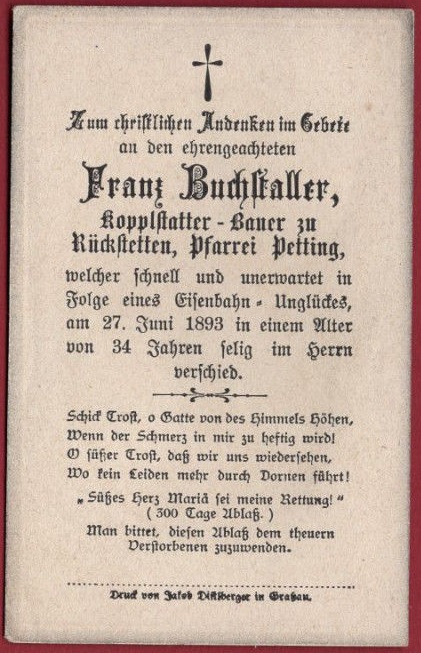 Zum christlichen Andenken im Gebete
an den ehrengeachteten
Franz Buchstaller,
Kopplstatter - Bauer zu
Rückstetten, Pfarrei Petting,
welcher schnell und unerwartet in
Folge eines Eisenbahn - Unglückes,
am 27. Juni 1893 in einem Alter
von 34 Jahren selig im Herrn
verschied.
Schick Trost, o Gatte von des Himmels Höhen,
Wenn der Schmerz in mir zu heftig wird!
O süßer Trost, daß wir uns wiedersehen,
Wo kein Leiden mehr durch Dornen führt!
„Süßes Herz Mariä sei meine Rettung!“
(300 Tage Ablaß.)
Man bittet, diesen Ablaß dem theuern
Verstorbenen zuzuwenden.
Druck von Jakob in Graßau.